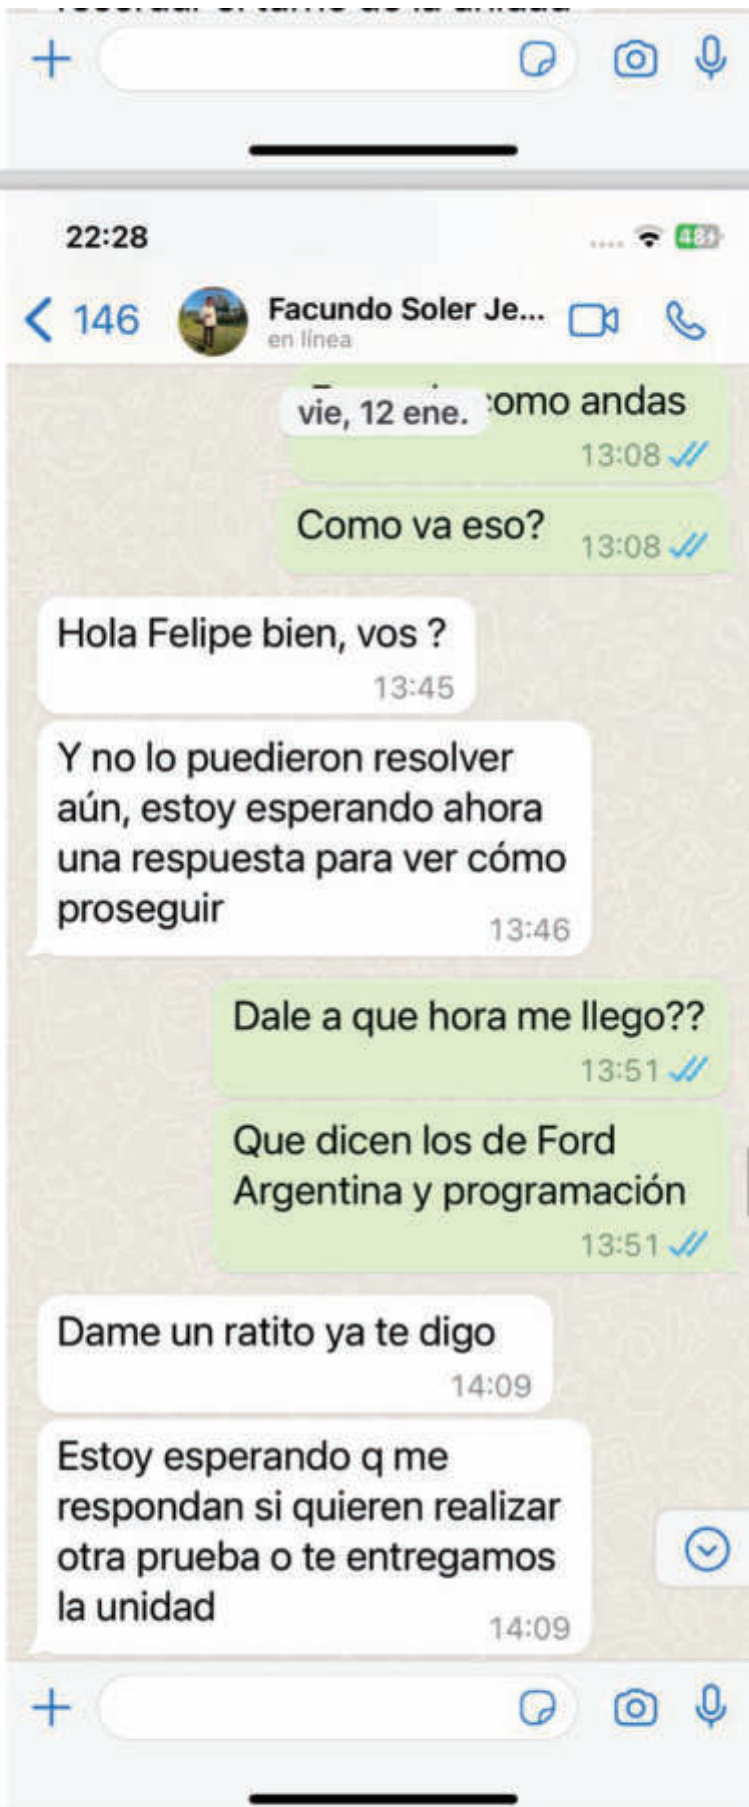 22:28
48
146
Facundo Soler Je...
en línea
vie, 12 ene.
como andas
13:08
Como va eso?
13:08
Hola Felipe bien, vos ?
13:45
Y no lo puedieron resolver
aún, estoy esperando ahora
una respuesta para ver cómo
proseguir
13:46
Dale a que hora me llego??
13:51
Que dicen los de Ford
Argentina y programación
13:51
Dame un ratito ya te digo
14:09
Estoy esperando q me
respondan si quieren realizar
otra prueba o te entregamos
la unidad
14:09